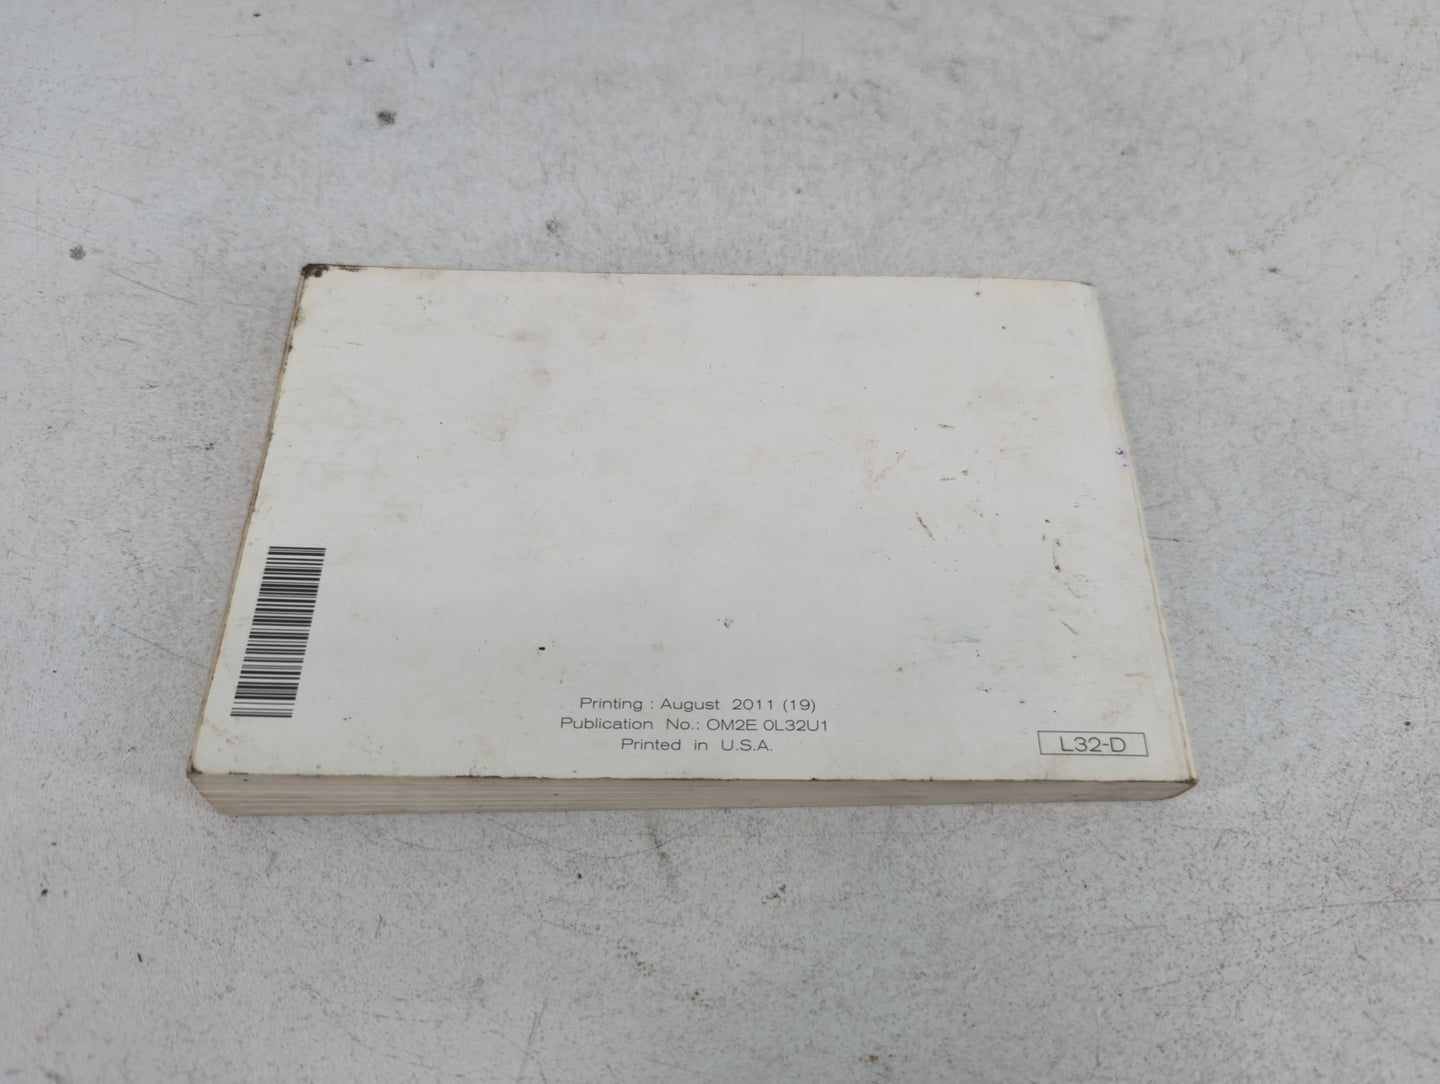 Printing : August 2011 (19)
Publication No.: OM2E 0L32U1
Printed in U.S.A.
L32-D